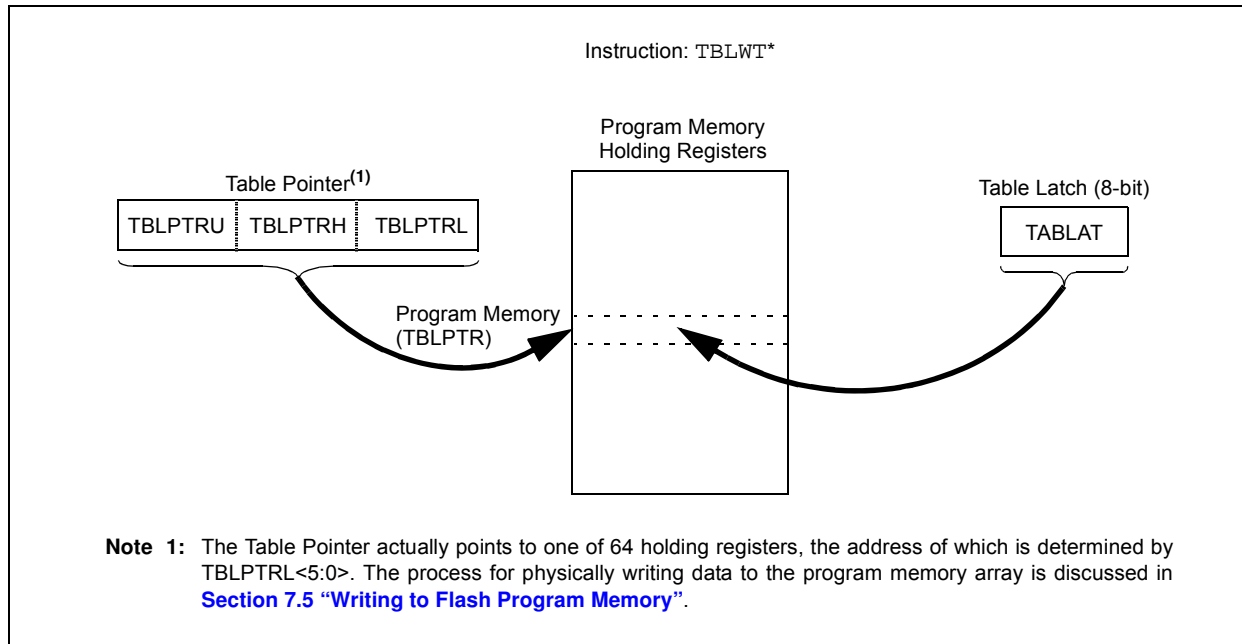 Instruction: TBLWT*
Program Memory
Holding Registers
Table Pointer(1)
Table Latch (8-bit)
TBLPTRU TBLPTRH TBLPTRL
TABLAT
Program Memory
(TBLPTR)
Note 1: The Table Pointer actually points to one of 64 holding registers, the address of which is determined by
TBLPTRL<5:0>. The process for physically writing data to the program memory array is discussed in
Section 7.5 “Writing to Flash Program Memory”.